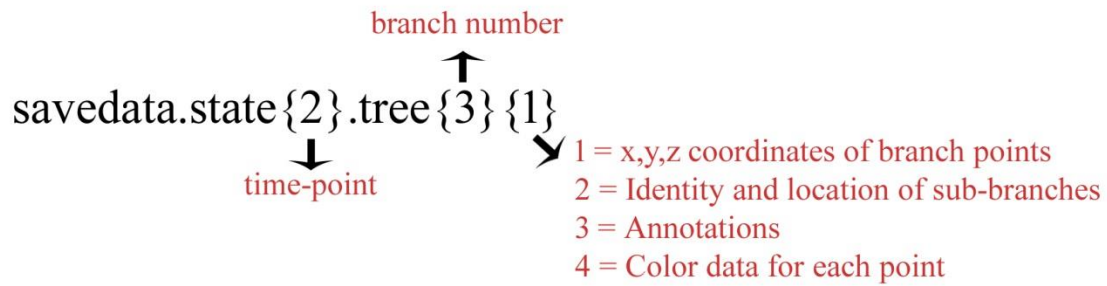 branch number
savedata.state{2}.tree{3}{1}
time-point
1 = x,y,z coordinates of branch points
2 = Identity and location of sub-branches
3 = Annotations
4 = Color data for each point